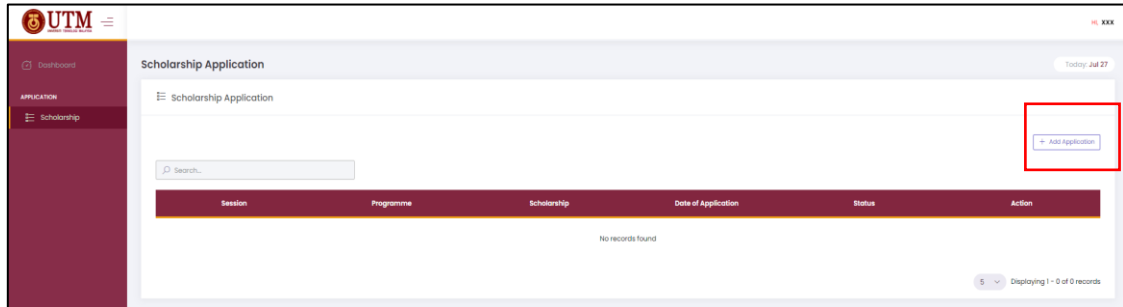 UTM
Hi, XXX
Dashboard
APPLICATION
Scholarship
Scholarship Application
Today: Jul 27
Scholarship Application
+ Add Application
Search...
Session Programme Scholarship Date of Application Status Action
No records found
5 Displaying 1 - 0 of 0 records